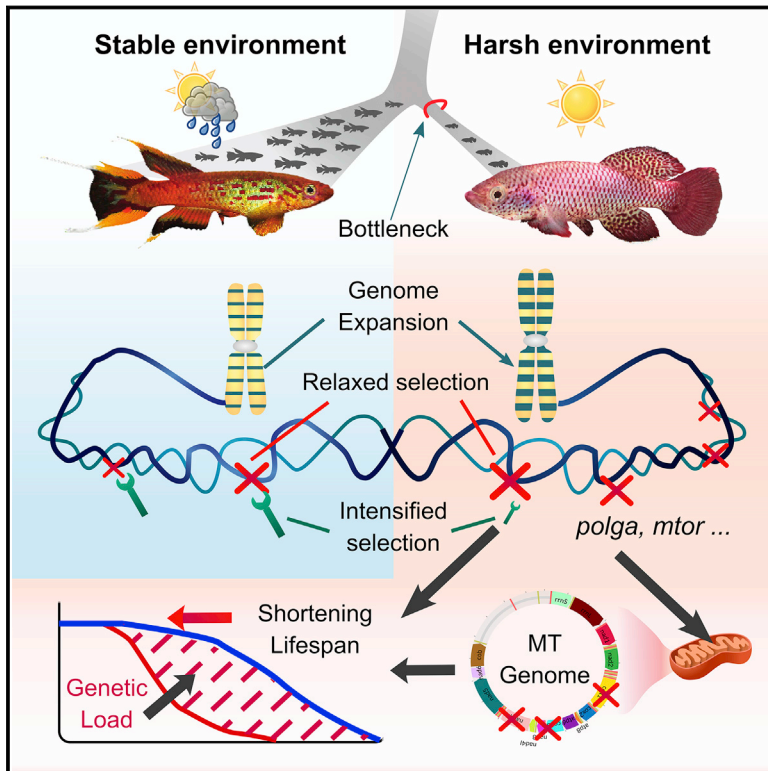 Stable environment
Harsh environment
Bottleneck
Genome
Expansion
Relaxed selection
Intensified
selection
polga, mtor ...
Shortening
Lifespan
Genetic
Load
MT
Genome
rrnS